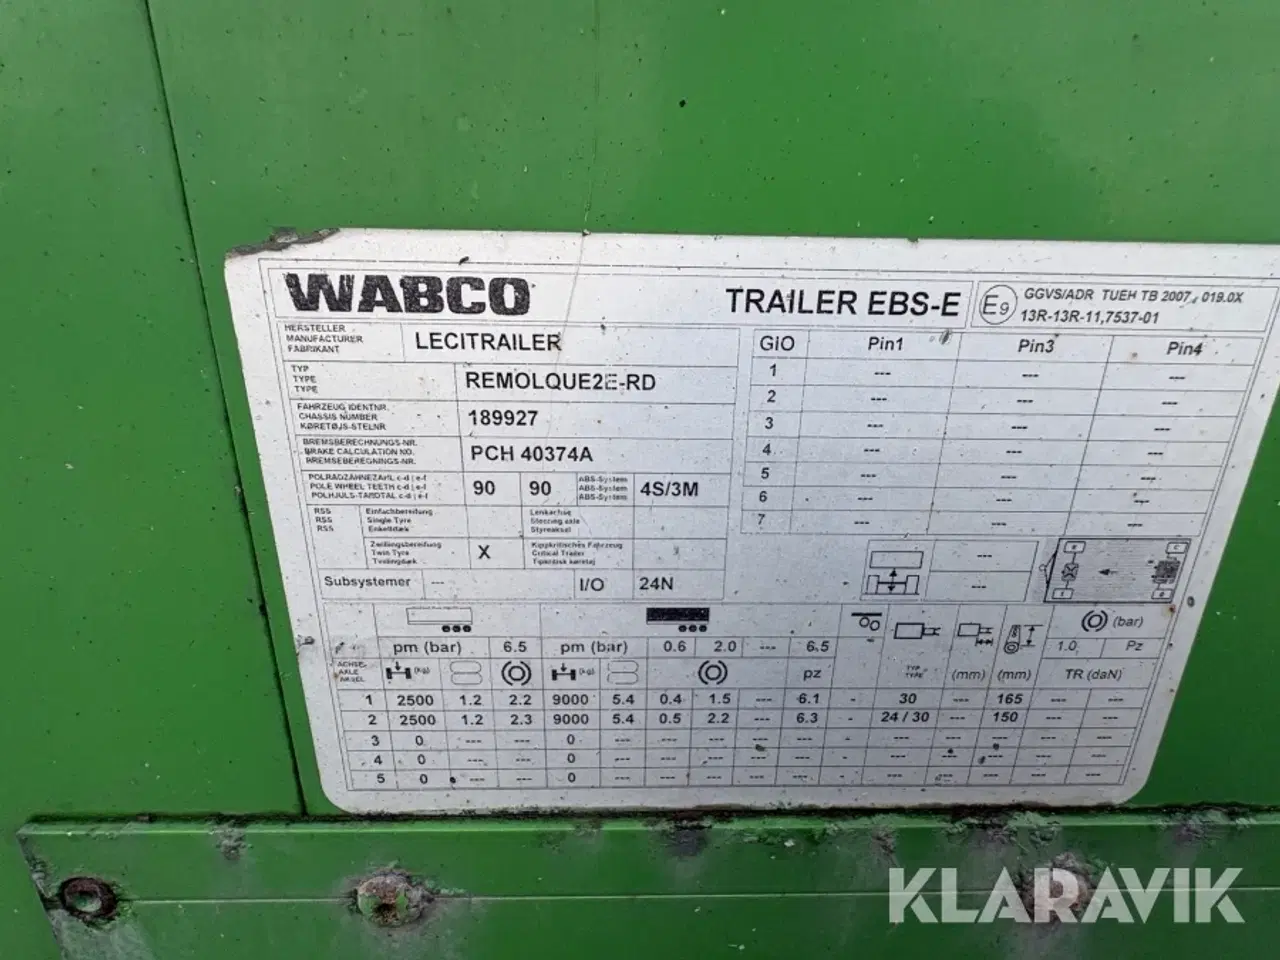 WABCO TRAILER EBS-E E9 GGVS/ADR TUEH TB 2007 - 019.0X
13R-13R-11,7537-01
HERSTELLER
MANUFACTURER
FABRIKANT
LECITRAILER
TYP
TYPE
TYPE
REMOLQUE2E-RD
FAHRZEUG IDENTNR.
CHASSIS NUMBER
KØRETØJS-STELNR
189927
BREMSBERECHNUNGS-NR.
BRAKE CALCULATION NO.
BREMSEBEREGNINGS-NR.
PCH 40374A
POLRADZÄHNEZAHL c-d | e-f
POLE WHEEL TEETH c-d | e-f
POLHJULS-TANDTAL c-d | e-f
90 90
ABS-System
ABS-System
ABS-System
4S/3M
RSS
RSS
RSS
Einfachbereifung
Single Tyre
Enkeltdæk
Lenkachse
Steering axle
Styreaksel
Zwillingsbereifung
Twin Tyre
Tvillingdæk
X
Kippkritisches Fahrzeug
Critical Trailer
Subsystemer --- I/O 24N
GIO Pin1 Pin3 Pin4
1 --- --- ---
2 --- --- ---
3 --- --- ---
4 --- --- ---
5 --- --- ---
6 --- --- ---
7 --- --- ---
---
---
pm (bar) 6.5 pm (bar) 0.6 2.0 --- 6.5 (bar)
1.0 Pz
ACHSE
AXLE
AKSEL
(kg) (kg) pz TYP
TYPE
(mm) (mm) TR (daN)
1 2500 1.2 2.2 9000 5.4 0.4 1.5 --- 6.1 - 30 --- 165 --- ---
2 2500 1.2 2.3 9000 5.4 0.5 2.2 --- 6.3 - 24 / 30 --- 150 --- ---
3 0 --- --- 0 --- --- --- --- --- - --- --- --- --- ---
4 0 --- --- 0 --- --- --- --- --- - --- --- --- --- ---
5 0 --- --- 0 --- --- --- --- --- - --- --- --- --- ---
KLARAVIK